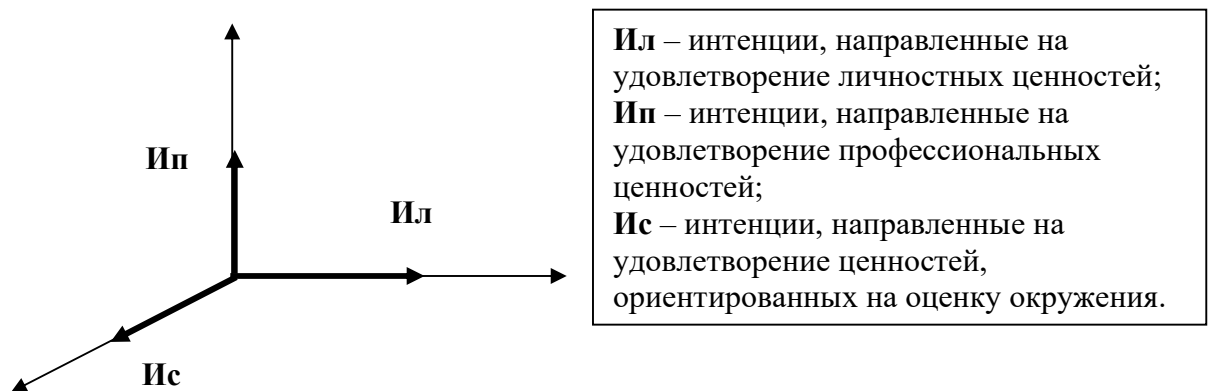 Ип
Ил
Ис
Ил – интенции, направленные на
удовлетворение личностных ценностей;
Ип – интенции, направленные на
удовлетворение профессиональных
ценностей;
Ис – интенции, направленные на
удовлетворение ценностей,
ориентированных на оценку окружения.